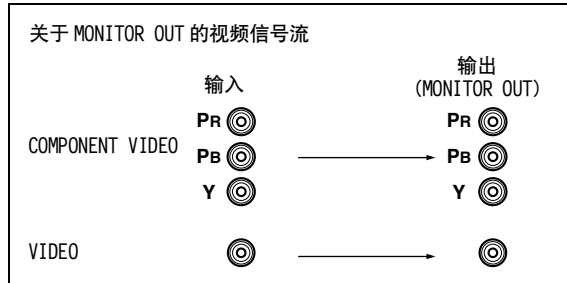 关于 MONITOR OUT 的视频信号流
输入
输出
(MONITOR OUT)
PR
PR
COMPONENT VIDEO PB
PB
Y
Y
VIDEO